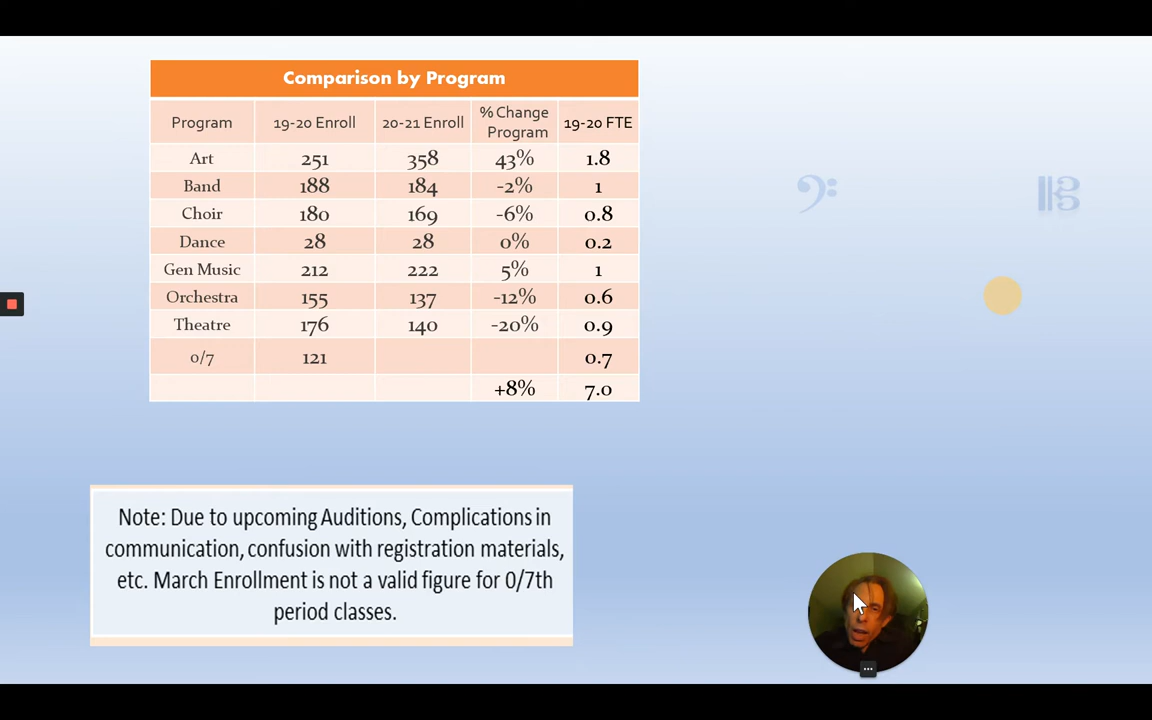 Comparison by Program
Program 19-20 Enroll 20-21 Enroll % Change Program 19-20 FTE
Art 251 358 43% 1.8
Band 188 184 -2% 1
Choir 180 169 -6% 0.8
Dance 28 28 0% 0.2
Gen Music 212 222 5% 1
Orchestra 155 137 -12% 0.6
Theatre 176 140 -20% 0.9
0/7 121 0.7
+8% 7.0
Note: Due to upcoming Auditions, Complications in
communication, confusion with registration materials,
etc. March Enrollment is not a valid figure for 0/7th
period classes.